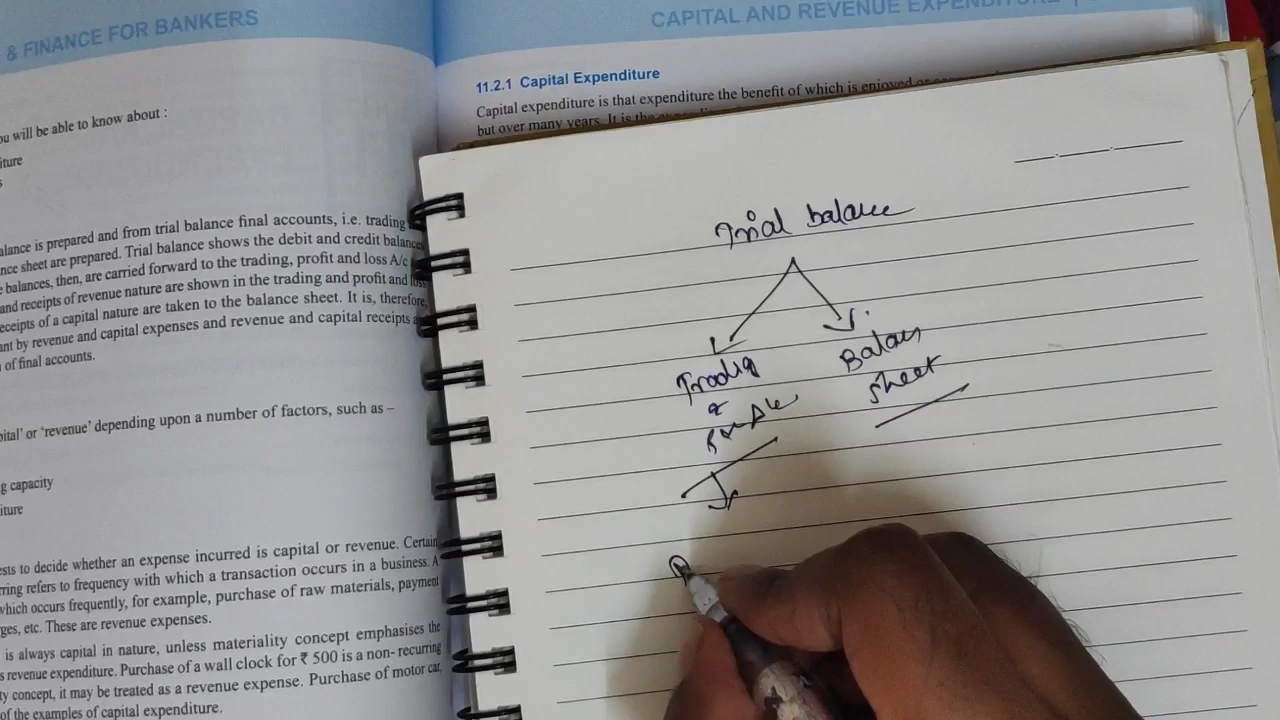 & FINANCE FOR BANKERS
ou will be able to know about :
iture
s
alance is prepared and from trial balance final accounts, i.e. trading
nce sheet are prepared. Trial balance shows the debit and credit balances
e balances, then, are carried forward to the trading, profit and loss A/c
and receipts of revenue nature are shown in the trading and profit and loss
eceipts of a capital nature are taken to the balance sheet. It is, therefore,
ant by revenue and capital expenses and revenue and capital receipts
of final accounts.
pital’ or ‘revenue’ depending upon a number of factors, such as –
g capacity
iture
ests to decide whether an expense incurred is capital or revenue. Certain
rring refers to frequency with which a transaction occurs in a business. A
which occurs frequently, for example, purchase of raw materials, payment
ges, etc. These are revenue expenses.
is always capital in nature, unless materiality concept emphasises the
s revenue expenditure. Purchase of a wall clock for ₹ 500 is a non- recurring
ty concept, it may be treated as a revenue expense. Purchase of motor car,
of the examples of capital expenditure.
CAPITAL AND REVENUE EXPENDITURE
11.2.1 Capital Expenditure
Capital expenditure is that expenditure the benefit of which is enjoyed or
but over many years. It is the
Trial balance
Balan
sheet